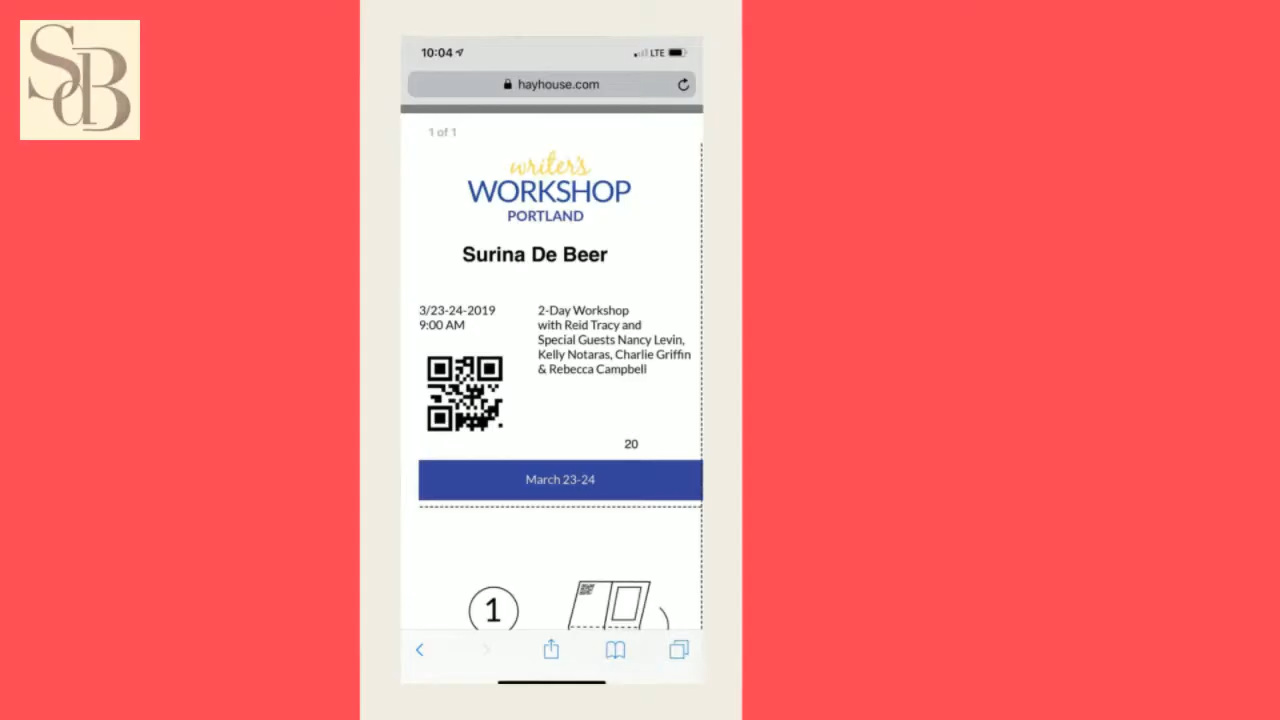 SdB
10:04
LTE
hayhouse.com
1 of 1
writer's
WORKSHOP
PORTLAND
Surina De Beer
3/23-24-2019
9:00 AM
2-Day Workshop
with Reid Tracy and
Special Guests Nancy Levin,
Kelly Notaras, Charlie Griffin
& Rebecca Campbell
20
March 23-24
1